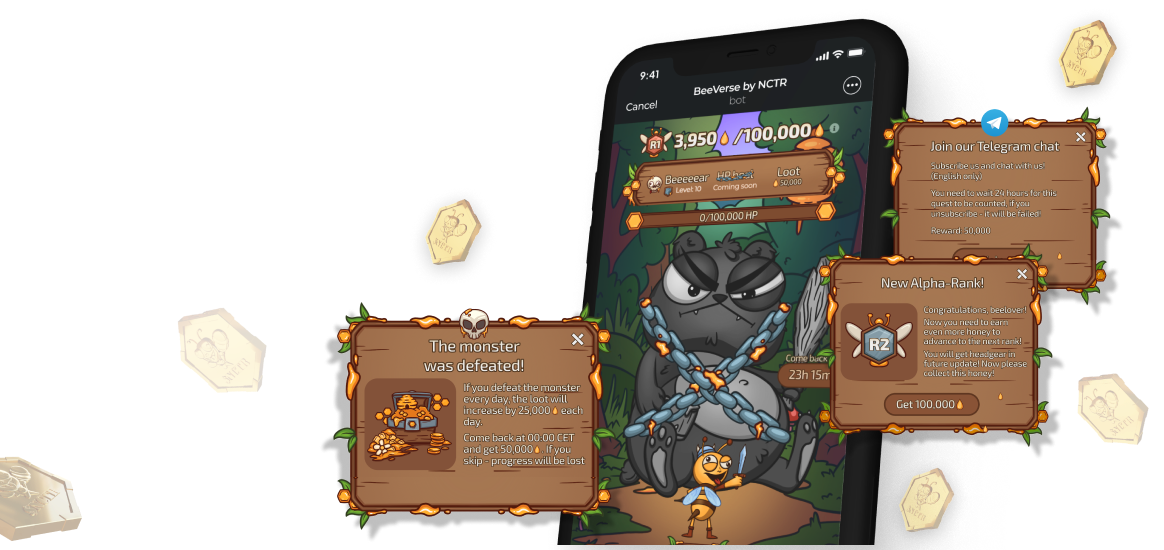 9:41
Cancel
BeeVerse by NCTR
bot
R1
3,950 /100,000
Beeeeear
Level 10
HP boost
Coming soon
Loot
50,000
0/100,000 HP
Come back
23h 15m
The monster
was defeated!
If you defeat the monster
every day, the loot will
increase by 25,000 each
day.
Come back at 00:00 CET
and get 50,000. If you
skip - progress will be lost
Join our Telegram chat
Subscribe us and chat with us!
(English only)
You need to wait 24 hours for this
quest to be counted, if you
unsubscribe - it will be failed!
Reward: 50,000
New Alpha-Rank!
R2
Congratulations, beelover!
Now you need to earn
even more honey to
advance to the next rank!
You will get headgear in
future update! Now please
collect this honey!
Get 100.000
NCTR
NCTR
NCTR
NCTR
NCTR